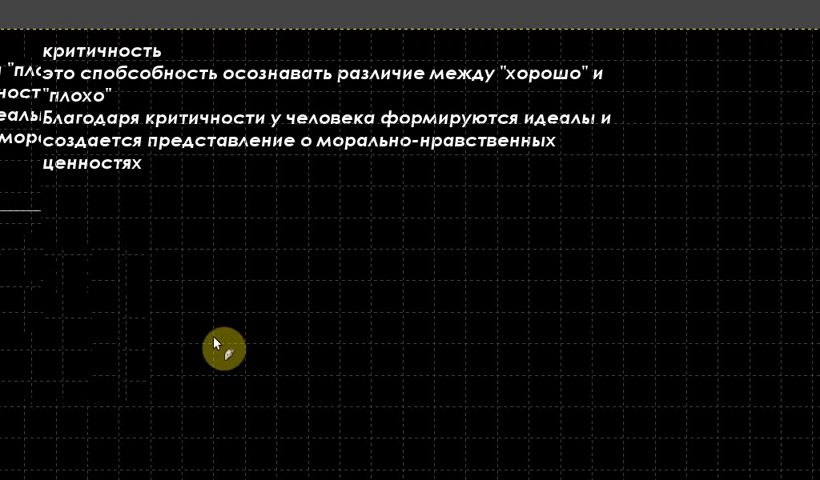 критичность
это спобсобность осознавать различие между "хорошо" и
"плохо"
Благодаря критичности у человека формируются идеалы и
создается представление о морально-нравственных
ценностях